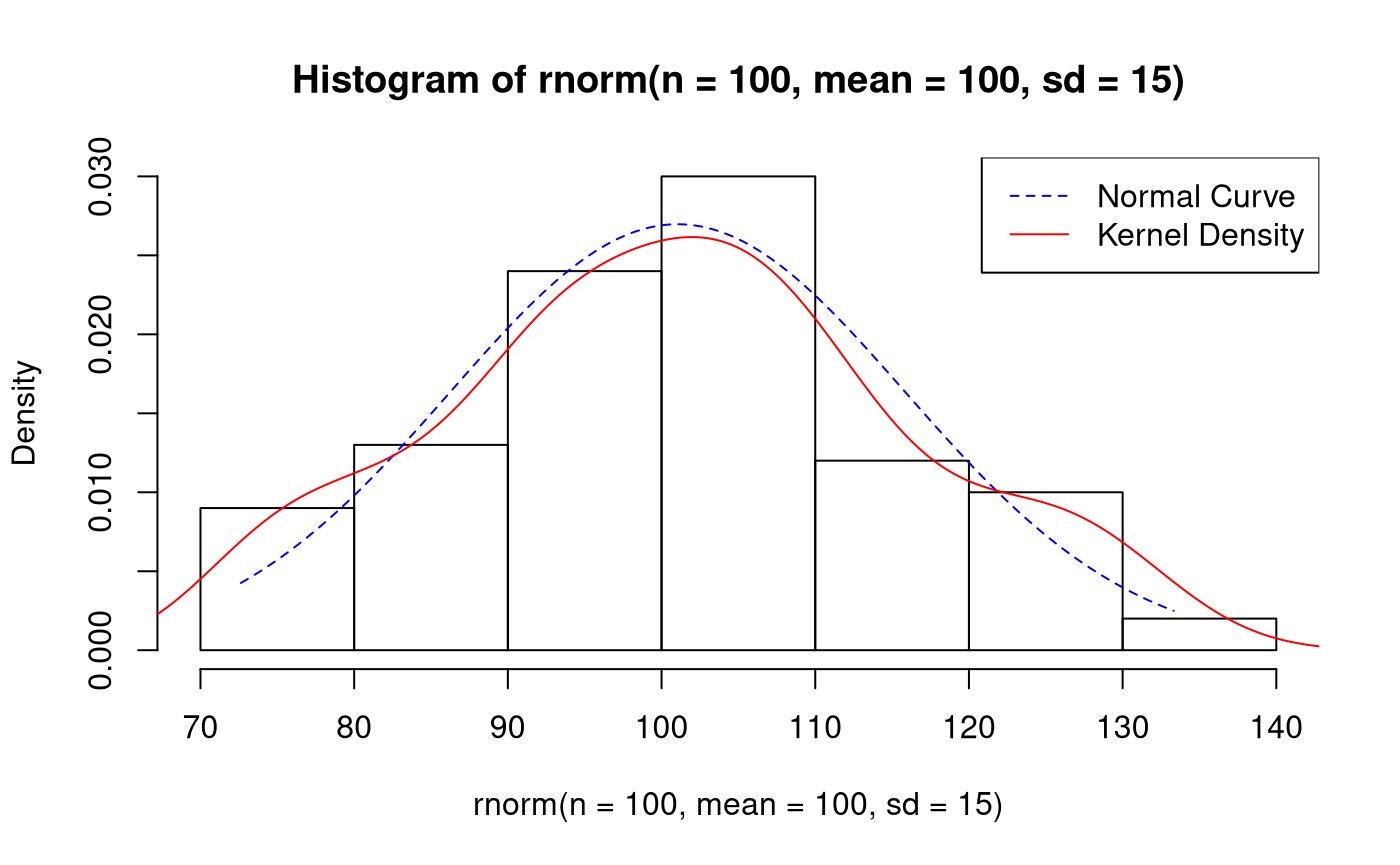 Histogram of rnorm(n = 100, mean = 100, sd = 15)
Normal Curve
Kernel Density
Density
0.030
0.020
0.010
0.000
70 80 90 100 110 120 130 140
rnorm(n = 100, mean = 100, sd = 15)